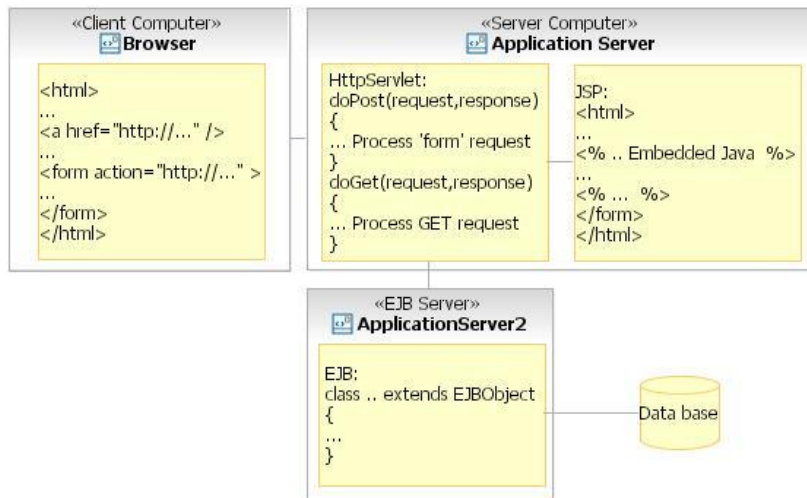 «Client Computer»
Browser
<html>
...
<a href="http://..." />
...
<form action="http://..." >
...
</form>
</html>
«Server Computer»
Application Server
HttpServlet:
doPost(request,response)
{
... Process 'form' request
}
doGet(request,response)
{
... Process GET request
}
JSP:
<html>
...
<% .. Embedded Java %>
...
<% ... %>
</form>
</html>
«EJB Server»
ApplicationServer2
EJB:
class .. extends EJBObject
{
...
}
Data base